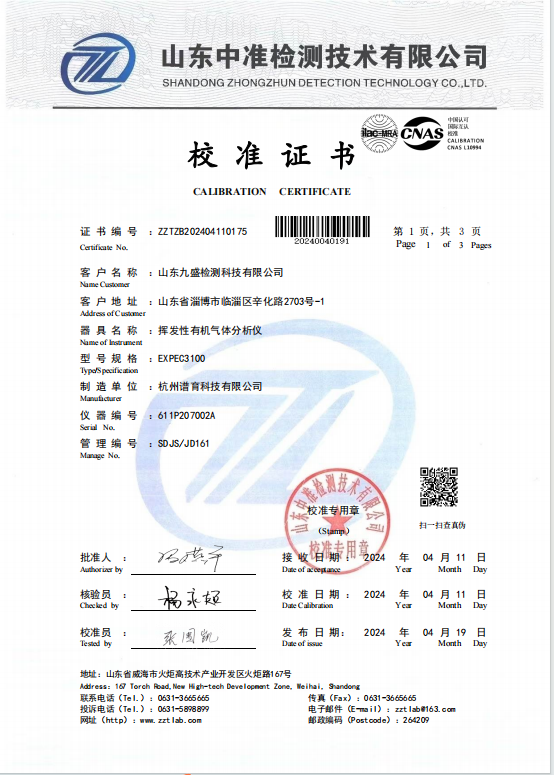 山东中准检测技术有限公司
SHANDONG ZHONGZHUN DETECTION TECHNOLOGY CO.,LTD.
ilac-MRA
CNAS
中国认可
国际互认
校准
CALIBRATION
CNAS L10994
校准证书
CALIBRATION CERTIFICATE
证书编号 : ZZTZB202404110175
Certificate No.
20240040191
第 1 页, 共 3 页
Page 1 of 3 Pages
客户名称 : 山东九盛检测科技有限公司
Name Customer
客户地址 : 山东省淄博市临淄区辛化路2703号-1
Address of Customer
器具名称 : 挥发性有机气体分析仪
Name of Instrument
型号规格 : EXPEC3100
Type/Specification
制造单位 : 杭州谱育科技有限公司
Manufacturer
仪器编号 : 611P207002A
Serial No.
管理编号 : SDJS/JD161
Manage No.
山东中准检测技术有限公司
校准专用章
校准专用章
(Stamp)
扫一扫查真伪
批准人 :
Authorizer by
接收日期: 2024 年 04 月 11 日
Date of acceptance Year Month Day
核验员 :
Checked by
校准日期: 2024 年 04 月 11 日
Date Calibration Year Month Day
校准员 : 张国凯
Tested by
发布日期: 2024 年 04 月 19 日
Date of issue Year Month Day
地址: 山东省威海市火炬高技术产业开发区火炬路167号
Address: 167 Torch Road,New High-tech Development Zone, Weihai, Shandong
联系电话(Tel.): 0631-3665665
传真(Fax): 0631-3665665
投诉电话(Tel.): 0631-5898899
电子邮件(E-mail): zztlab@163.com
网址(http): www.zztlab.com
邮政编码(Postcode): 264209